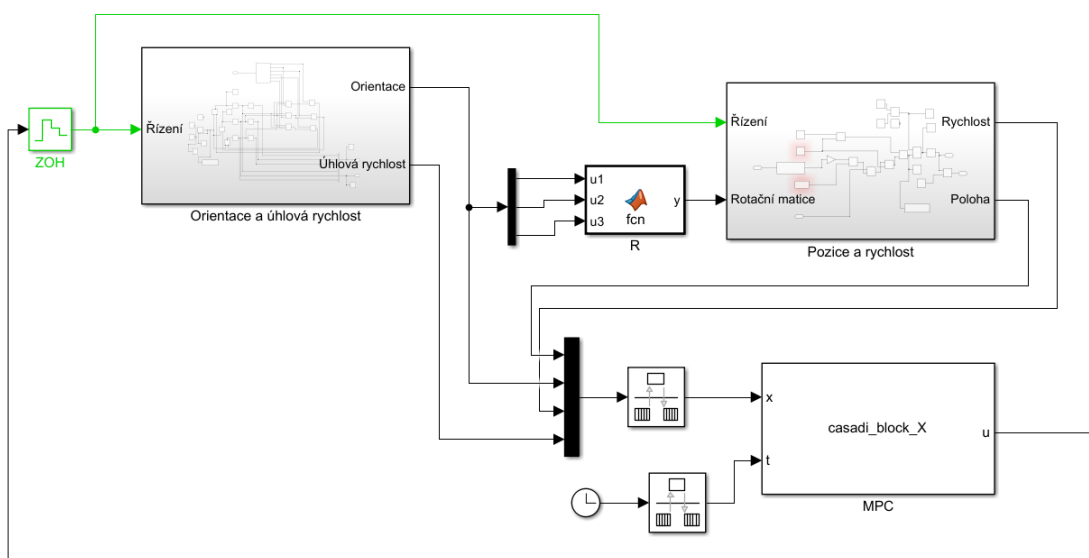 Orientace
Řízení
Úhlová rychlost
ZOH
Orientace a úhlová rychlost
u1
u2
u3
fcn
y
R
Řízení
Rychlost
Rotační matice
Poloha
Pozice a rychlost
x
casadi_block_X
u
t
MPC